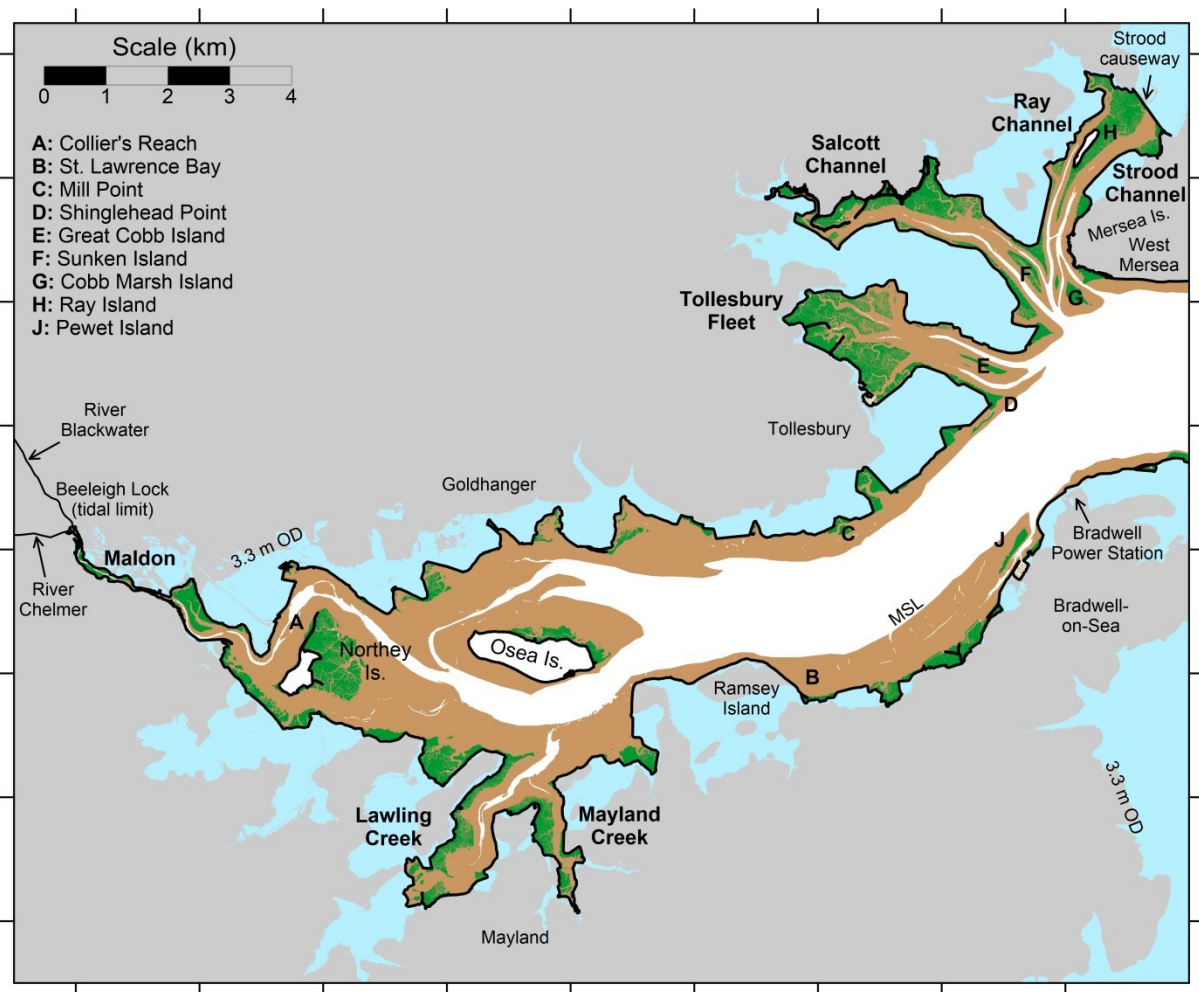 Scale (km)
0 1 2 3 4
A: Collier's Reach
B: St. Lawrence Bay
C: Mill Point
D: Shinglehead Point
E: Great Cobb Island
F: Sunken Island
G: Cobb Marsh Island
H: Ray Island
J: Pewet Island
Strood
causeway
Ray
Channel
H
Salcott
Channel
Strood
Channel
Mersea Is.
West
Mersea
F
G
Tollesbury
Fleet
E
D
Tollesbury
River
Blackwater
Beeleigh Lock
(tidal limit)
Goldhanger
C
J
Bradwell
Power Station
Maldon
3.3 m OD
River
Chelmer
MSL
Bradwell-
on-Sea
A
Northey
Is.
Osea Is.
B
Ramsey
Island
3.3 m OD
Lawling
Creek
Mayland
Creek
Mayland